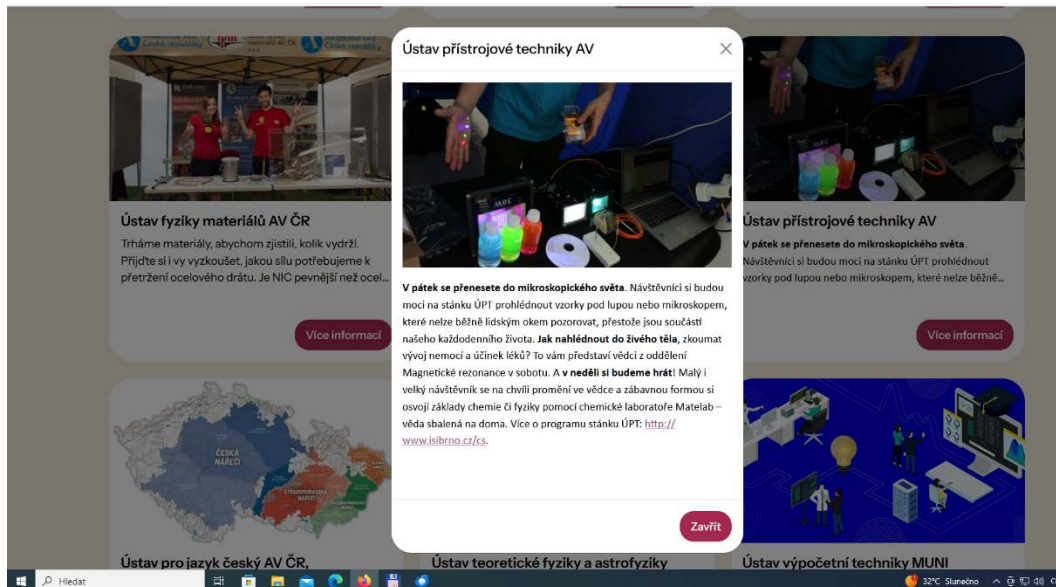 Ústav přístrojové techniky AV
V pátek se přenesete do mikroskopického světa. Návštěvníci si budou
moci na stánku ÚPT prohlédnout vzorky pod lupou nebo mikroskopem,
které nelze běžně lidským okem pozorovat, přestože jsou součástí
našeho každodenního života. Jak nahlédnout do živého těla, zkoumat
vývoj nemocí a účinek léků? To vám představí vědci z oddělení
Magnetické rezonance v sobotu. A v neděli si budeme hrát! Malý i
velký návštěvník se na chvíli promění ve vědce a zábavnou formou si
osvojí základy chemie či fyziky pomocí chemické laboratoře Matelab –
věda sbalená na doma. Více o programu stánku ÚPT: http://
www.isibrno.cz/cs.
Zavřít
Ústav fyziky materiálů AV ČR
Trháme materiály, abychom zjistili, kolik vydrží.
Přijďte si i vy vyzkoušet, jakou sílu potřebujeme k
přetržení ocelového drátu. Je NIC pevnější než ocel...
Více informací
Ústav přístrojové techniky AV
V pátek se přenesete do mikroskopického světa.
Návštěvníci si budou moci na stánku ÚPT prohlédnout
vzorky pod lupou nebo mikroskopem, které nelze běžně...
Více informací
ČESKÁ
NÁŘEČÍ
STŘEDOMORAVSKÁ
NÁŘEČÍ
Ústav pro jazyk český AV ČR,
Ústav teoretické fyziky a astrofyziky
Ústav výpočetní techniky MUNI
Hledat
32°C Slunečno